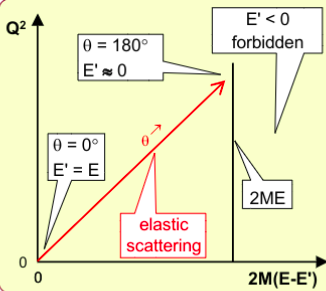 Q²
θ = 180°
E' ≈ 0
E' < 0
forbidden
θ = 0°
E' = E
θ↗
2ME
elastic
scattering
0
0
2M(E-E')